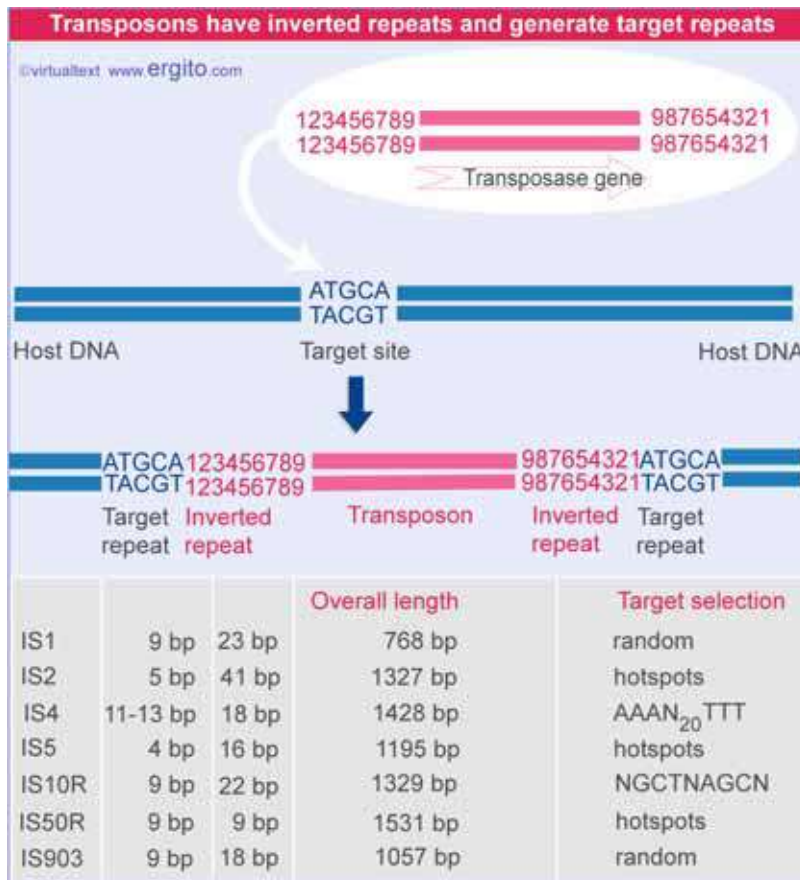 Transposons have inverted repeats and generate target repeats
©virtualtext www.ergito.com
123456789 987654321
123456789 987654321
Transposase gene
ATGCA
TACGT
Host DNA Target site Host DNA
ATGCA123456789 987654321ATGCA
TACGT123456789 987654321TACGT
Target Inverted Transposon Inverted Target
repeat repeat repeat repeat
Overall length Target selection
IS1 9 bp 23 bp 768 bp random
IS2 5 bp 41 bp 1327 bp hotspots
IS4 11-13 bp 18 bp 1428 bp AAAN20TTT
IS5 4 bp 16 bp 1195 bp hotspots
IS10R 9 bp 22 bp 1329 bp NGCTNAGCN
IS50R 9 bp 9 bp 1531 bp hotspots
IS903 9 bp 18 bp 1057 bp random